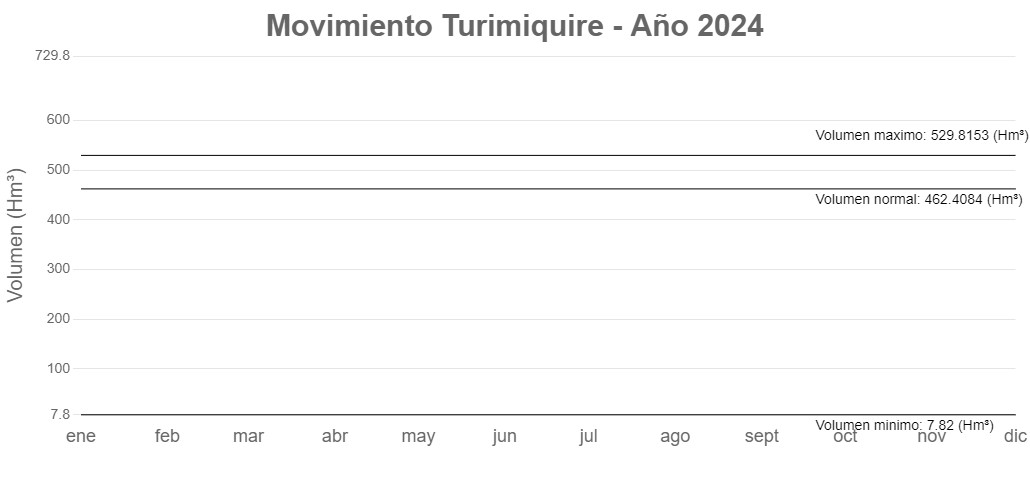 Movimiento Turimiquire - Año 2024
729.8
600
Volumen maximo: 529.8153 (Hm³)
500
Volumen normal: 462.4084 (Hm³)
400
Volumen (Hm³)
300
200
100
7.8
Volumen minimo: 7.82 (Hm³)
ene feb mar abr may jun jul ago sept oct nov dic